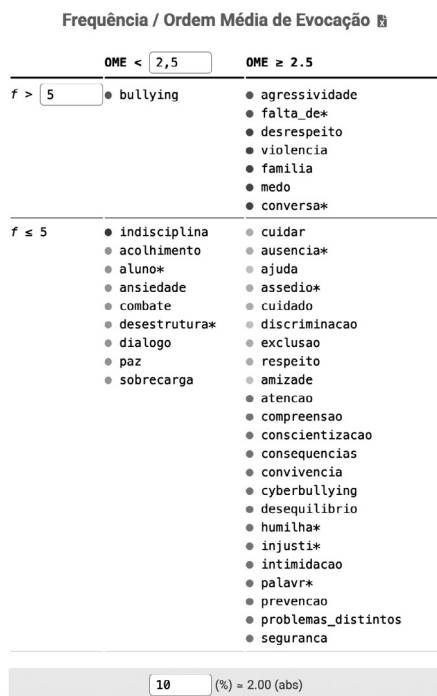 Frequência / Ordem Média de Evocação
OME < 2,5 OME ≥ 2.5
f > 5 bullying agressividade
falta_de*
desrespeito
violencia
familia
medo
conversa*
f ≤ 5 indisciplina cuidar
acolhimento ausencia*
aluno* ajuda
ansiedade assedio*
combate cuidado
desestrutura* discriminacao
dialogo exclusao
paz respeito
sobrecarga amizade
atencao
compreensao
conscientizacao
consequencias
convivencia
cyberbullying
desequilibrio
humilha*
injusti*
intimidacao
palavr*
prevencao
problemas_distintos
seguranca
10 (%) ≃ 2.00 (abs)